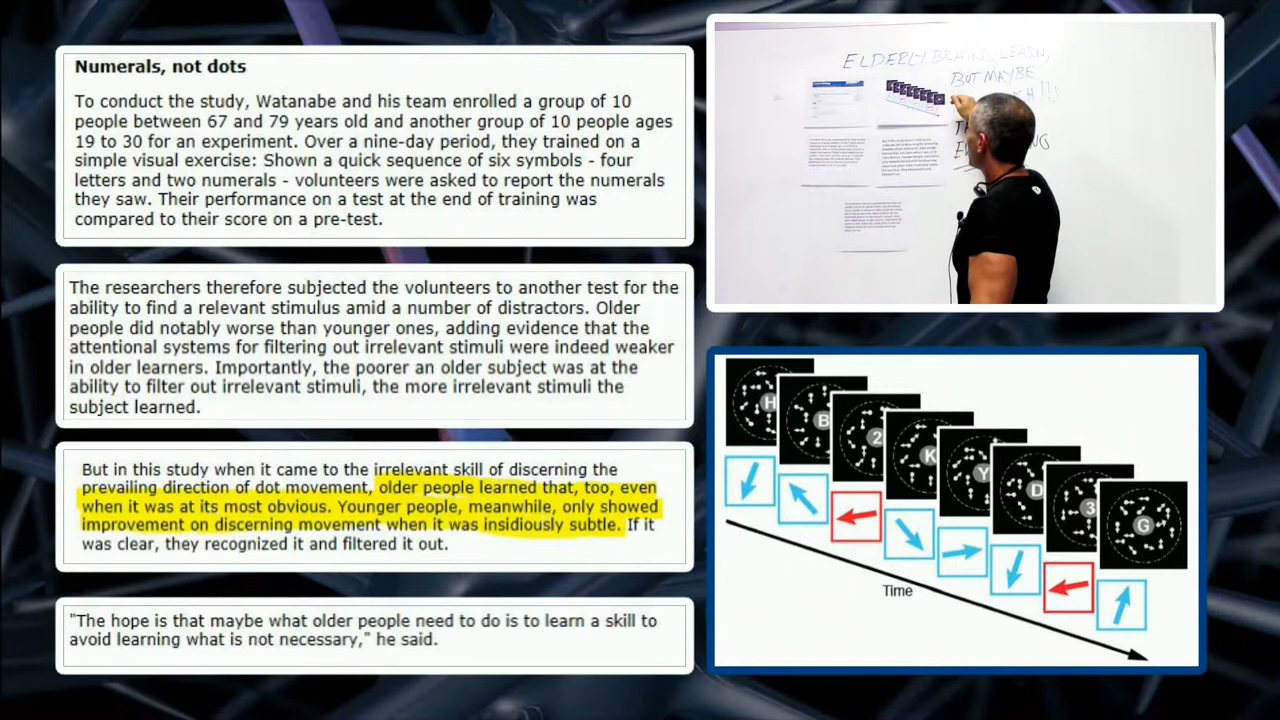 Numerals, not dots
To conduct the study, Watanabe and his team enrolled a group of 10
people between 67 and 79 years old and another group of 10 people ages
19 to 30 for an experiment. Over a nine-day period, they trained on a
simple visual exercise: Shown a quick sequence of six symbols - four
letters and two numerals - volunteers were asked to report the numerals
they saw. Their performance on a test at the end of training was
compared to their score on a pre-test.
The researchers therefore subjected the volunteers to another test for the
ability to find a relevant stimulus amid a number of distractors. Older
people did notably worse than younger ones, adding evidence that the
attentional systems for filtering out irrelevant stimuli were indeed weaker
in older learners. Importantly, the poorer an older subject was at the
ability to filter out irrelevant stimuli, the more irrelevant stimuli the
subject learned.
But in this study when it came to the irrelevant skill of discerning the
prevailing direction of dot movement, older people learned that, too, even
when it was at its most obvious. Younger people, meanwhile, only showed
improvement on discerning movement when it was insidiously subtle. If it
was clear, they recognized it and filtered it out.
"The hope is that maybe what older people need to do is to learn a skill to
avoid learning what is not necessary," he said.
ELDERLY BRAINS LEARN,
BUT MAYBE
H
B
2
K
Y
D
3
G
Time